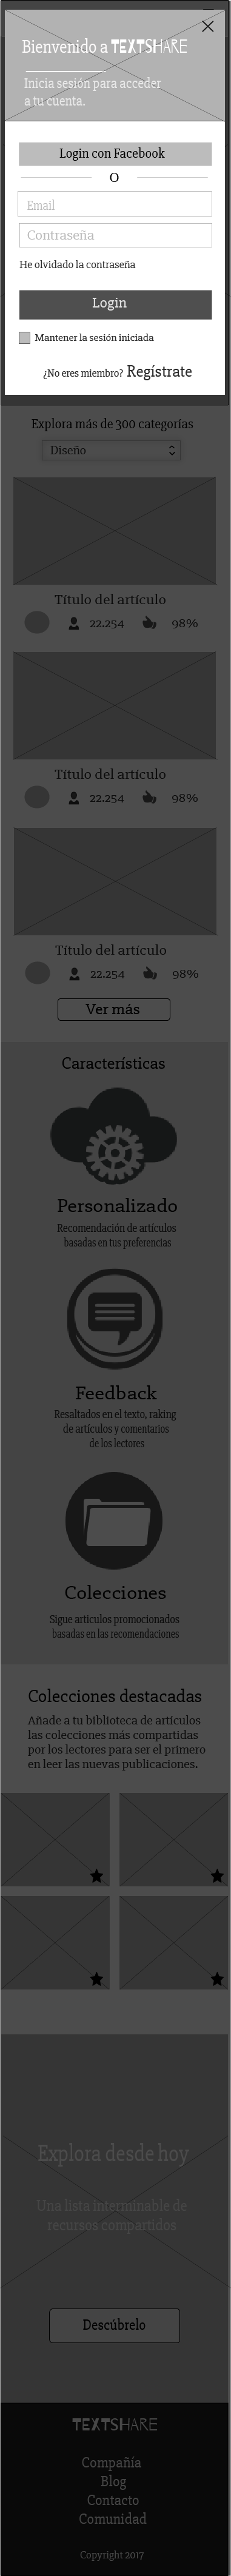 Bienvenido a TEXTSHARE
Inicia sesión para acceder
a tu cuenta.
Login con Facebook
O
Email
Contraseña
He olvidado la contraseña
Login
Mantener la sesión iniciada
¿No eres miembro? Regístrate
Explora más de 300 categorías
Diseño
Título del artículo
22.254 98%
Título del artículo
22.254 98%
Título del artículo
22.254 98%
Ver más
Características
Personalizado
Recomendación de artículos
basadas en tus preferencias
Feedback
Resaltados en el texto, raking
de artículos y comentarios
de los lectores
Colecciones
Sigue articulos promocionados
basadas en las recomendaciones
Colecciones destacadas
Añade a tu biblioteca de artículos
las colecciones más compartidas
por los lectores para ser el primero
en leer las nuevas publicaciones.
Explora desde hoy
Una lista interminable de
recursos compartidos
Descúbrelo
TEXTSHARE
Compañía
Blog
Contacto
Comunidad
Copyright 2017